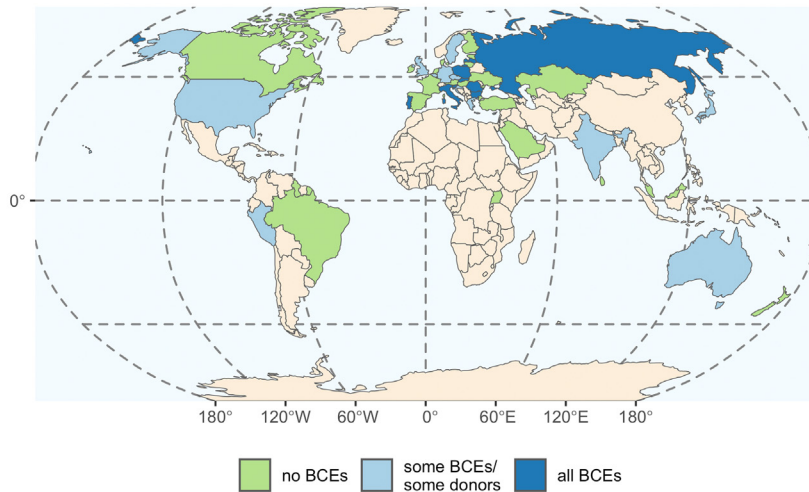 0°
180° 120°W 60°W 0° 60°E 120°E 180°
no BCEs
some BCEs/
some donors
all BCEs